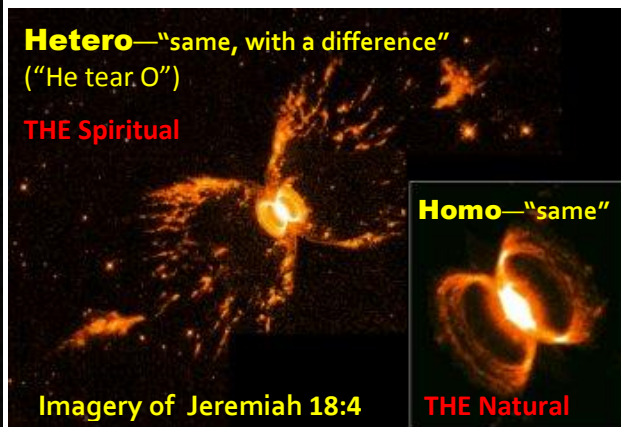 Hetero—“same, with a difference”
(“He tear O”)
THE Spiritual
Homo—“same”
Imagery of Jeremiah 18:4
THE Natural